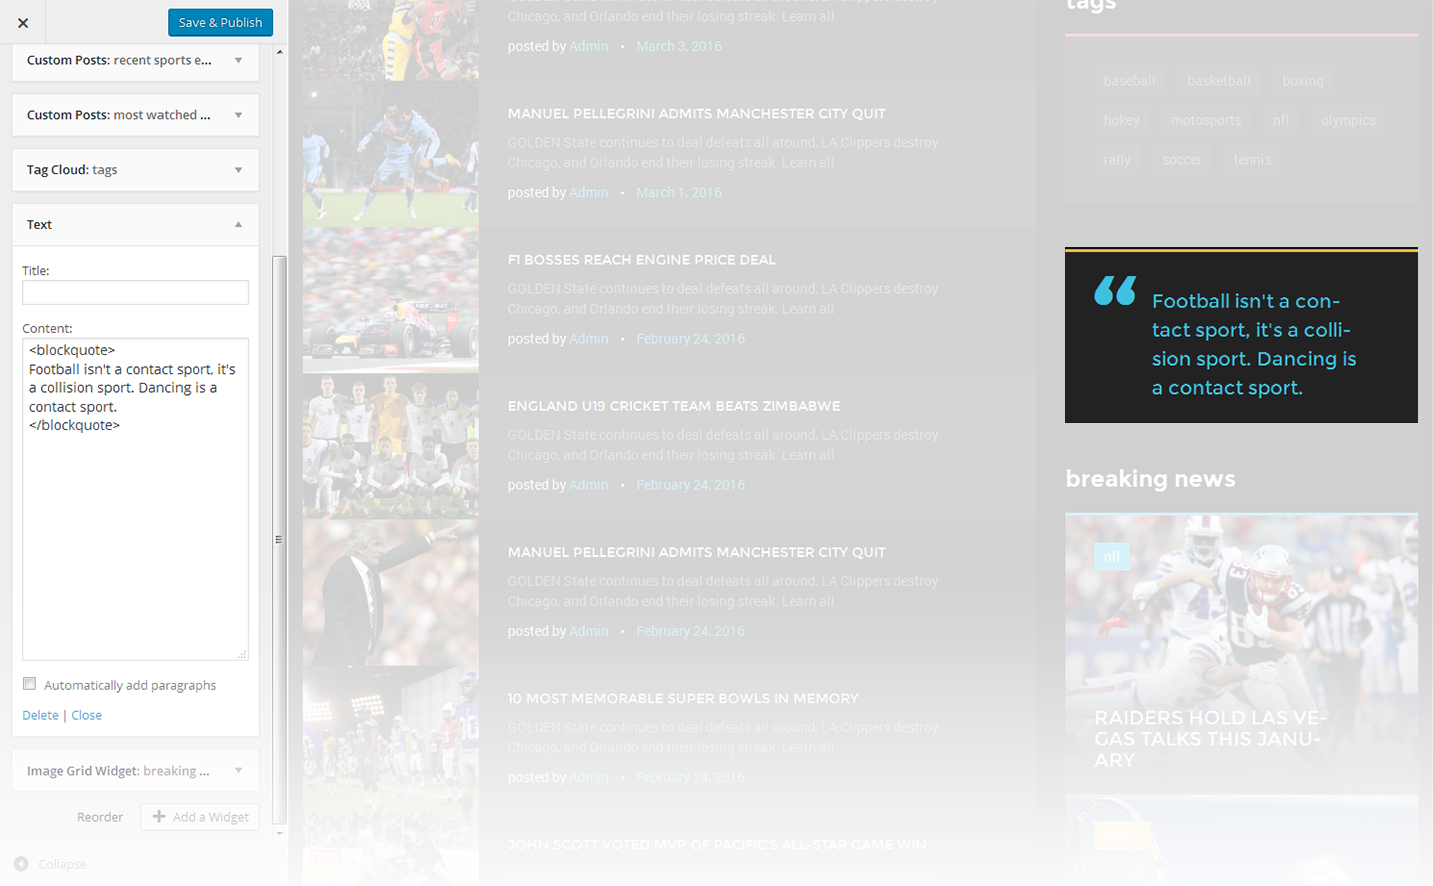 Save & Publish
Custom Posts: recent sports e...
Custom Posts: most watched ...
Tag Cloud: tags
Text
Title:
Content:
<blockquote>
Football isn't a contact sport, it's
a collision sport. Dancing is a
contact sport.
</blockquote>
Automatically add paragraphs
Delete | Close
Image Grid Widget: breaking ...
Reorder
Add a Widget
Collapse
Chicago, and Orlando end their losing streak. Learn all
posted by Admin • March 3, 2016
MANUEL PELLEGRINI ADMITS MANCHESTER CITY QUIT
GOLDEN State continues to deal defeats all around. LA Clippers destroy
Chicago, and Orlando end their losing streak. Learn all
posted by Admin • March 1, 2016
F1 BOSSES REACH ENGINE PRICE DEAL
GOLDEN State continues to deal defeats all around. LA Clippers destroy
Chicago, and Orlando end their losing streak. Learn all
posted by Admin • February 24, 2016
ENGLAND U19 CRICKET TEAM BEATS ZIMBABWE
GOLDEN State continues to deal defeats all around. LA Clippers destroy
Chicago, and Orlando end their losing streak. Learn all
posted by Admin • February 24, 2016
MANUEL PELLEGRINI ADMITS MANCHESTER CITY QUIT
GOLDEN State continues to deal defeats all around. LA Clippers destroy
Chicago, and Orlando end their losing streak. Learn all
posted by Admin • February 24, 2016
10 MOST MEMORABLE SUPER BOWLS IN MEMORY
GOLDEN State continues to deal defeats all around. LA Clippers destroy
Chicago, and Orlando end their losing streak. Learn all
posted by Admin • February 24, 2016
JOHN SCOTT VOTED MVP OF PACIFIC'S ALL-STAR GAME WIN
tags
baseball basketball boxing
hokey motosports nfl olympics
rally soccer tennis
“ Football isn't a con-
tact sport, it's a colli-
sion sport. Dancing is
a contact sport.
breaking news
nfl
RAIDERS HOLD LAS VE-
GAS TALKS THIS JANU-
ARY